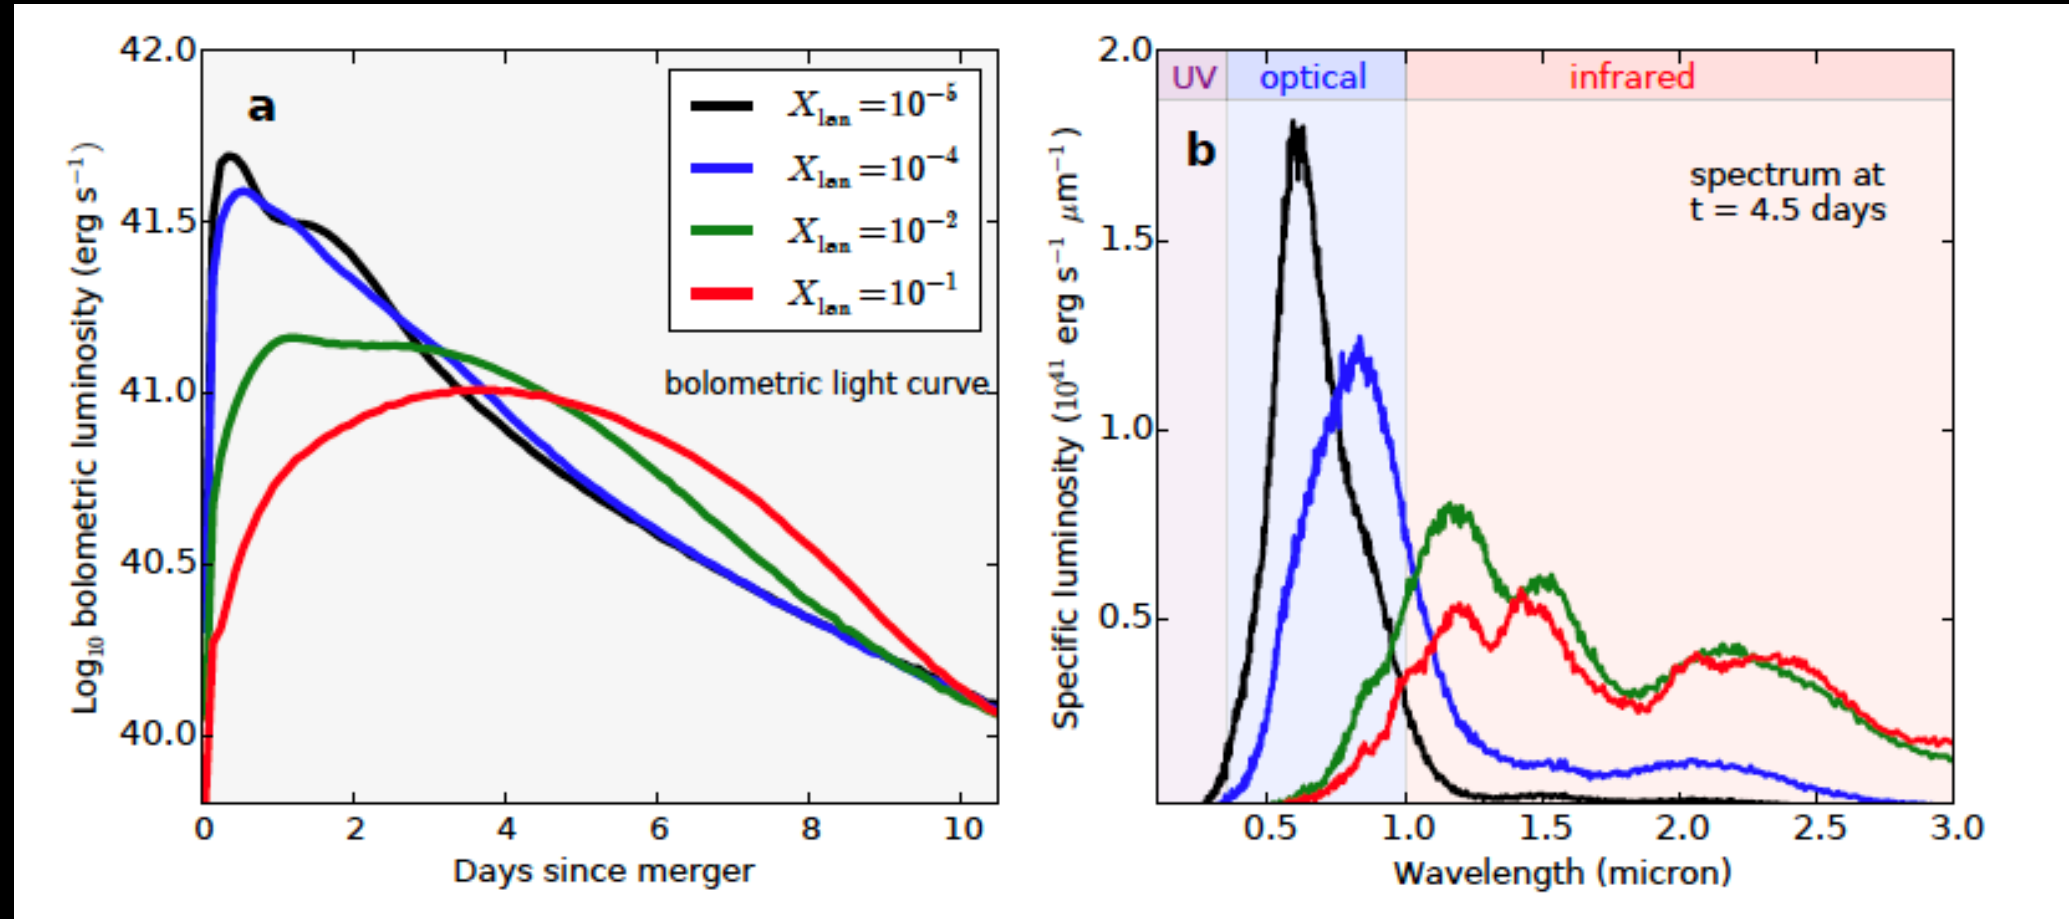 42.0
41.5
41.0
40.5
40.0
Log₁₀ bolometric luminosity (erg s⁻¹)
a
X_lan = 10⁻⁵
X_lan = 10⁻⁴
X_lan = 10⁻²
X_lan = 10⁻¹
bolometric light curve
0 2 4 6 8 10
Days since merger
2.0
1.5
1.0
0.5
Specific luminosity (10⁴¹ erg s⁻¹ μm⁻¹)
UV optical infrared
b
spectrum at
t = 4.5 days
0.5 1.0 1.5 2.0 2.5 3.0
Wavelength (micron)